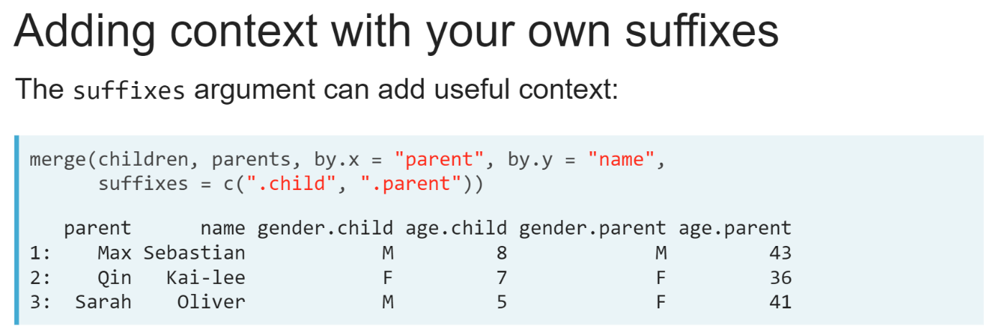 Adding context with your own suffixes
The suffixes argument can add useful context:
merge(children, parents, by.x = "parent", by.y = "name",
      suffixes = c(".child", ".parent"))
   parent      name gender.child age.child gender.parent age.parent
1:    Max Sebastian            M         8             M         43
2:    Qin  Kai-lee            F         7             F         36
3:  Sarah    Oliver            M         5             F         41